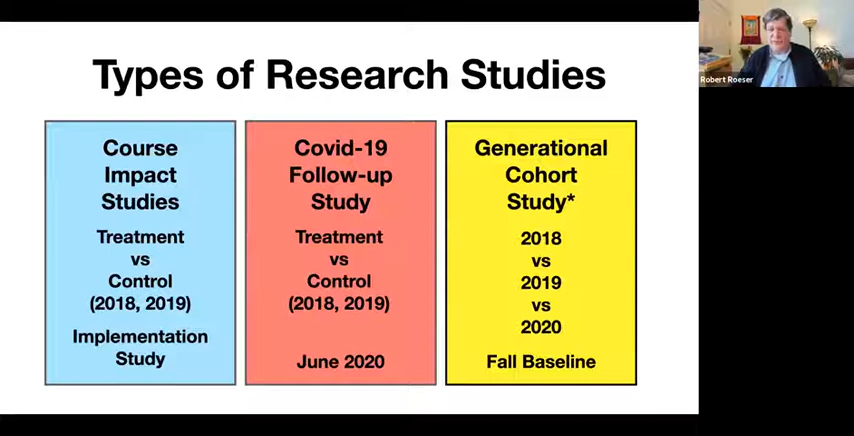 Types of Research Studies
Course
Impact
Studies
Treatment
vs
Control
(2018, 2019)
Implementation
Study
Covid-19
Follow-up
Study
Treatment
vs
Control
(2018, 2019)
June 2020
Generational
Cohort
Study*
2018
vs
2019
vs
2020
Fall Baseline
Robert Roeser